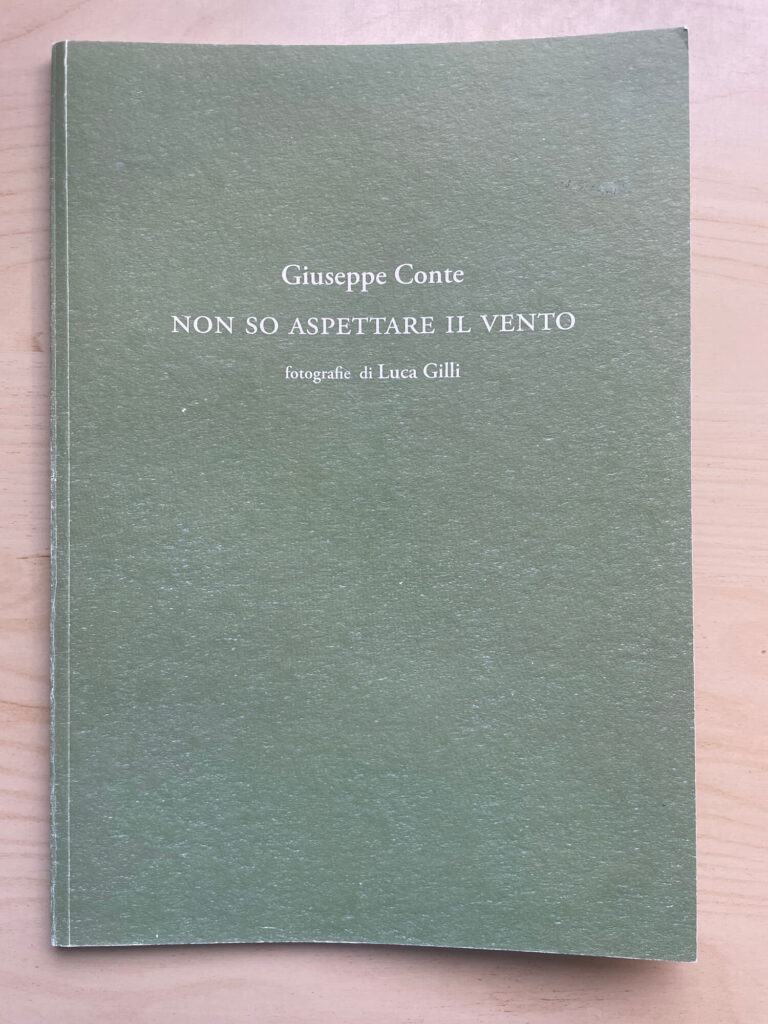 Giuseppe Conte
NON SO ASPETTARE IL VENTO
fotografie di Luca Gilli